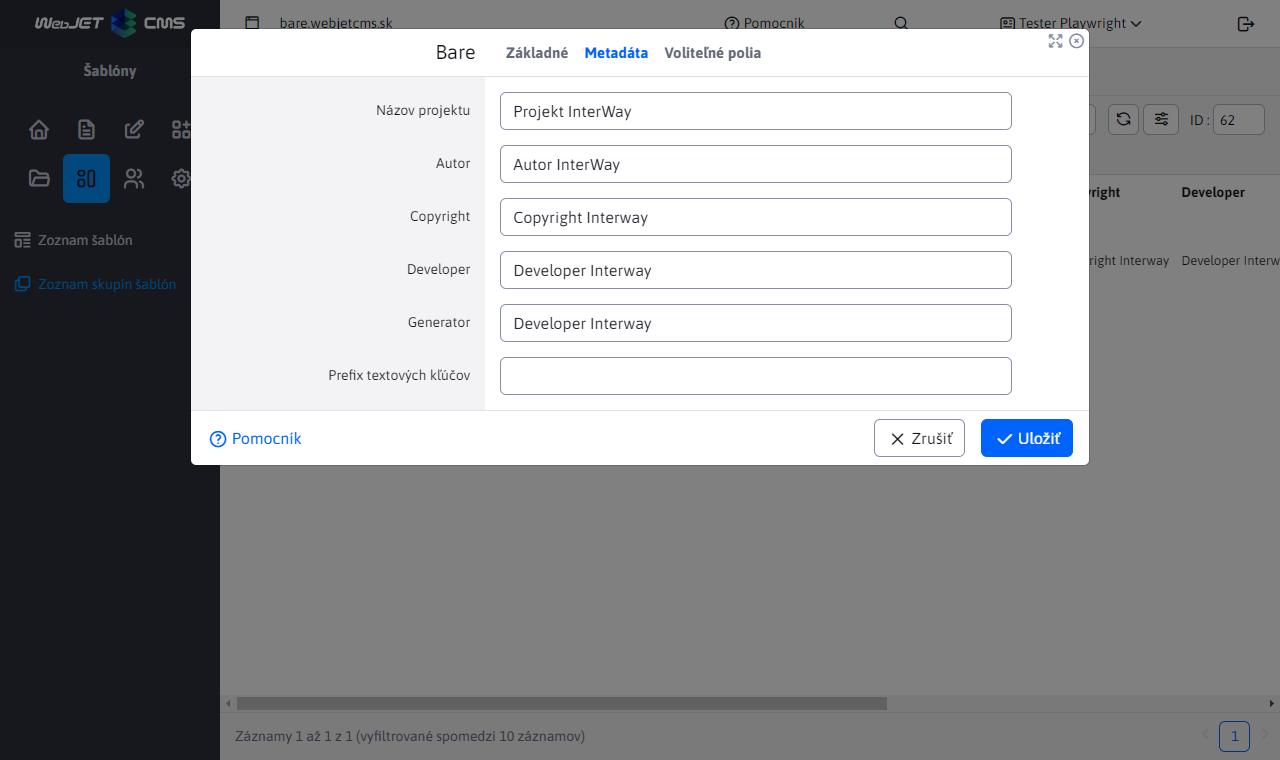 WebJET CMS
bare.webjetcms.sk
Pomocník
Tester Playwright
Šablóny
Bare
Základné
Metadáta
Voliteľné polia
Názov projektu
Projekt InterWay
Autor
Autor InterWay
Copyright
Copyright Interway
Developer
Developer Interway
Generator
Developer Interway
Prefix textových kľúčov
Pomocník
Zrušiť
Uložiť
Zoznam šablón
Zoznam skupín šablón
ID :
62
right
Developer
right Interway
Developer Interw
Záznamy 1 až 1 z 1 (vyfiltrované spomedzi 10 záznamov)
1